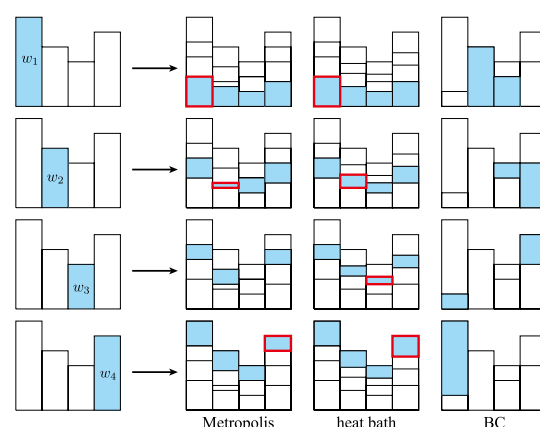 w₁
w₂
w₃
w₄
Metropolis heat bath BC